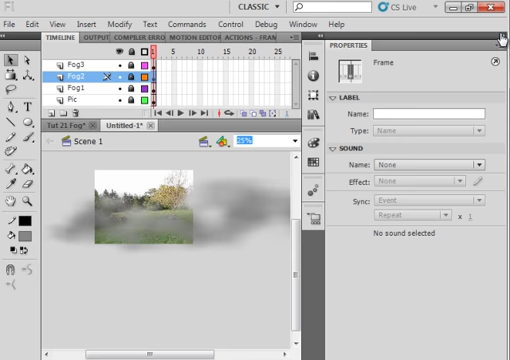 Fl
CLASSIC
CS Live
File
Edit
View
Insert
Modify
Text
Commands
Control
Debug
Window
Help
TIMELINE
OUTPUT
COMPILER ERRO
MOTION EDITOR
ACTIONS - FRAN
1 5 10 15 20 25
Fog3
Fog2
Fog1
Pic
Tut 21 Fog*
Untitled-1*
Scene 1
25%
PROPERTIES
Frame
LABEL
Name:
Type: Name
SOUND
Name: None
Effect: None
Sync: Event
Repeat x 1
No sound selected